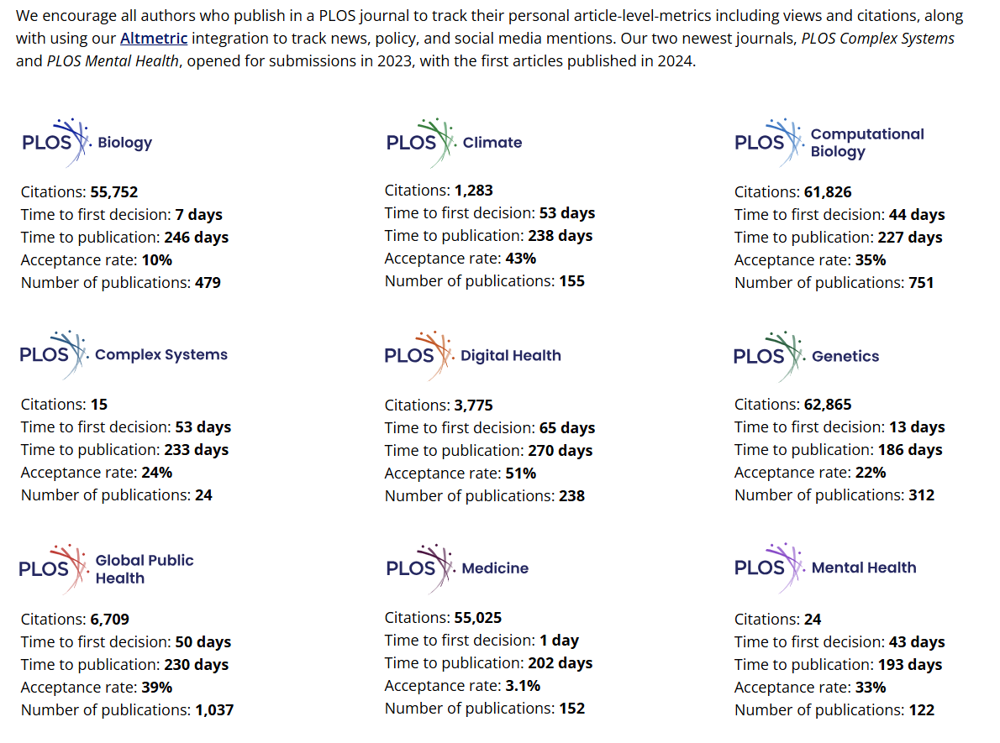 We encourage all authors who publish in a PLOS journal to track their personal article-level-metrics including views and citations, along
with using our Altmetric integration to track news, policy, and social media mentions. Our two newest journals, PLOS Complex Systems
and PLOS Mental Health, opened for submissions in 2023, with the first articles published in 2024.
PLOS Biology
Citations: 55,752
Time to first decision: 7 days
Time to publication: 246 days
Acceptance rate: 10%
Number of publications: 479
PLOS Climate
Citations: 1,283
Time to first decision: 53 days
Time to publication: 238 days
Acceptance rate: 43%
Number of publications: 155
PLOS Computational
Biology
Citations: 61,826
Time to first decision: 44 days
Time to publication: 227 days
Acceptance rate: 35%
Number of publications: 751
PLOS Complex Systems
Citations: 15
Time to first decision: 53 days
Time to publication: 233 days
Acceptance rate: 24%
Number of publications: 24
PLOS Digital Health
Citations: 3,775
Time to first decision: 65 days
Time to publication: 270 days
Acceptance rate: 51%
Number of publications: 238
PLOS Genetics
Citations: 62,865
Time to first decision: 13 days
Time to publication: 186 days
Acceptance rate: 22%
Number of publications: 312
PLOS Global Public
Health
Citations: 6,709
Time to first decision: 50 days
Time to publication: 230 days
Acceptance rate: 39%
Number of publications: 1,037
PLOS Medicine
Citations: 55,025
Time to first decision: 1 day
Time to publication: 202 days
Acceptance rate: 3.1%
Number of publications: 152
PLOS Mental Health
Citations: 24
Time to first decision: 43 days
Time to publication: 193 days
Acceptance rate: 33%
Number of publications: 122